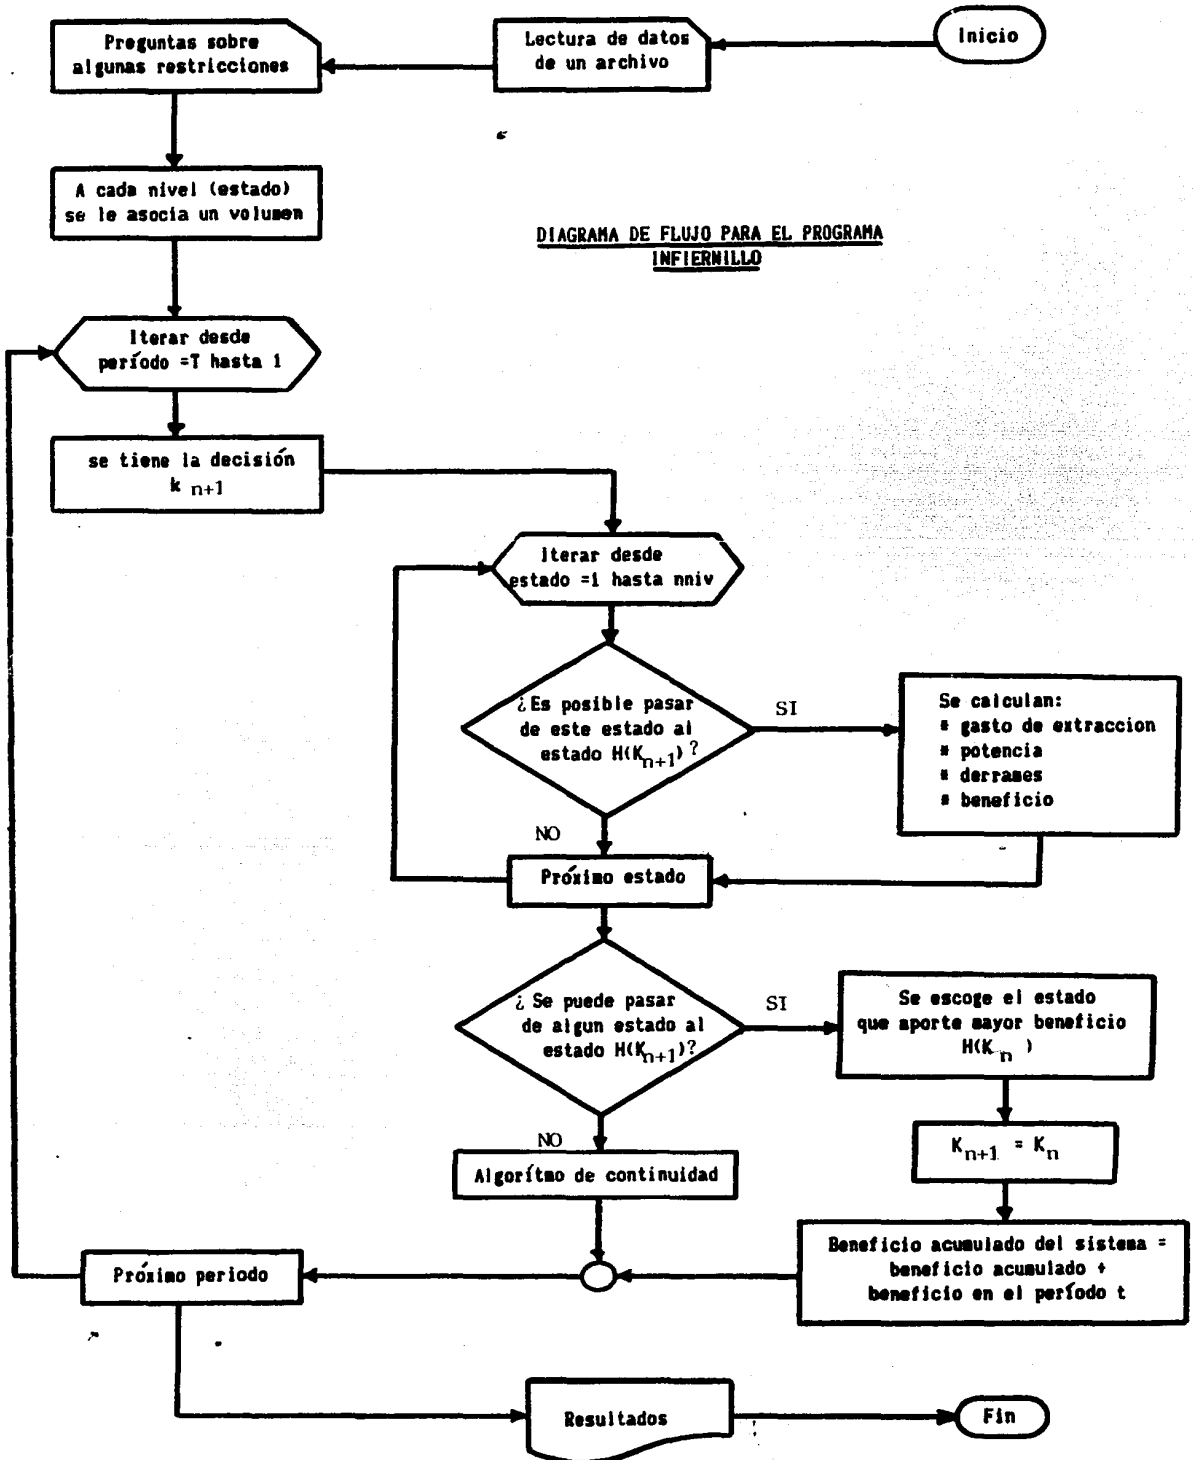 Inicio
Lectura de datos
de un archivo
Preguntas sobre
algunas restricciones
A cada nivel (estado)
se le asocia un volumen
DIAGRAMA DE FLUJO PARA EL PROGRAMA
INFIERNILLO
Iterar desde
período =T hasta 1
se tiene la decisión
k n+1
Iterar desde
estado =1 hasta nniv
¿Es posible pasar
de este estado al
estado H(K n+1) ?
SI
Se calculan:
* gasto de extraccion
* potencia
* derrames
* beneficio
NO
Próximo estado
¿ Se puede pasar
de algun estado al
estado H(K n+1)?
SI
Se escoge el estado
que aporte mayor beneficio
H(K n )
K n+1 = K n
NO
Algorítmo de continuidad
Beneficio acumulado del sistema =
beneficio acumulado +
beneficio en el período t
Próximo periodo
Resultados
Fin